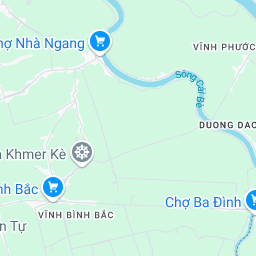 ợ Nhà Ngang
VĨNH PHƯỚC
Sông Cái Bé
DUONG DAO
Khmer Kè
nh Bắc
Chợ Ba Đình
VĨNH BÌNH BẮC
n Tự